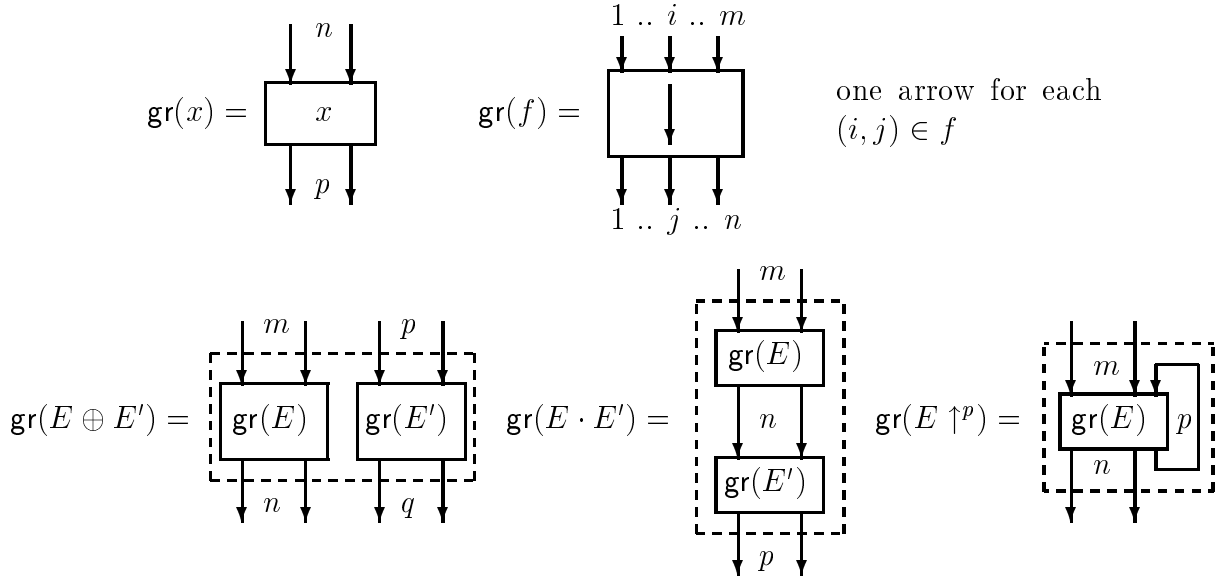 n
gr(x) =
x
p
1 .. i .. m
gr(f) =
1 .. j .. n
one arrow for each
(i, j) ∈ f
gr(E ⊕ E′) =
m
p
gr(E)
gr(E′)
n
q
gr(E · E′) =
m
gr(E)
n
gr(E′)
p
gr(E ↑ᵖ) =
m
gr(E)
p
n